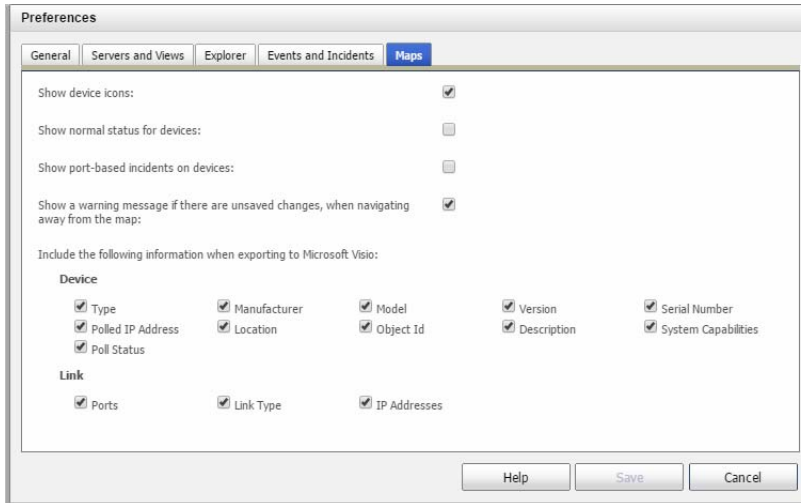 Preferences
General Servers and Views Explorer Events and Incidents Maps
Show device icons:
Show normal status for devices:
Show port-based incidents on devices:
Show a warning message if there are unsaved changes, when navigating
away from the map:
Include the following information when exporting to Microsoft Visio:
Device
Type Manufacturer Model Version Serial Number
Polled IP Address Location Object Id Description System Capabilities
Poll Status
Link
Ports Link Type IP Addresses
Help Save Cancel